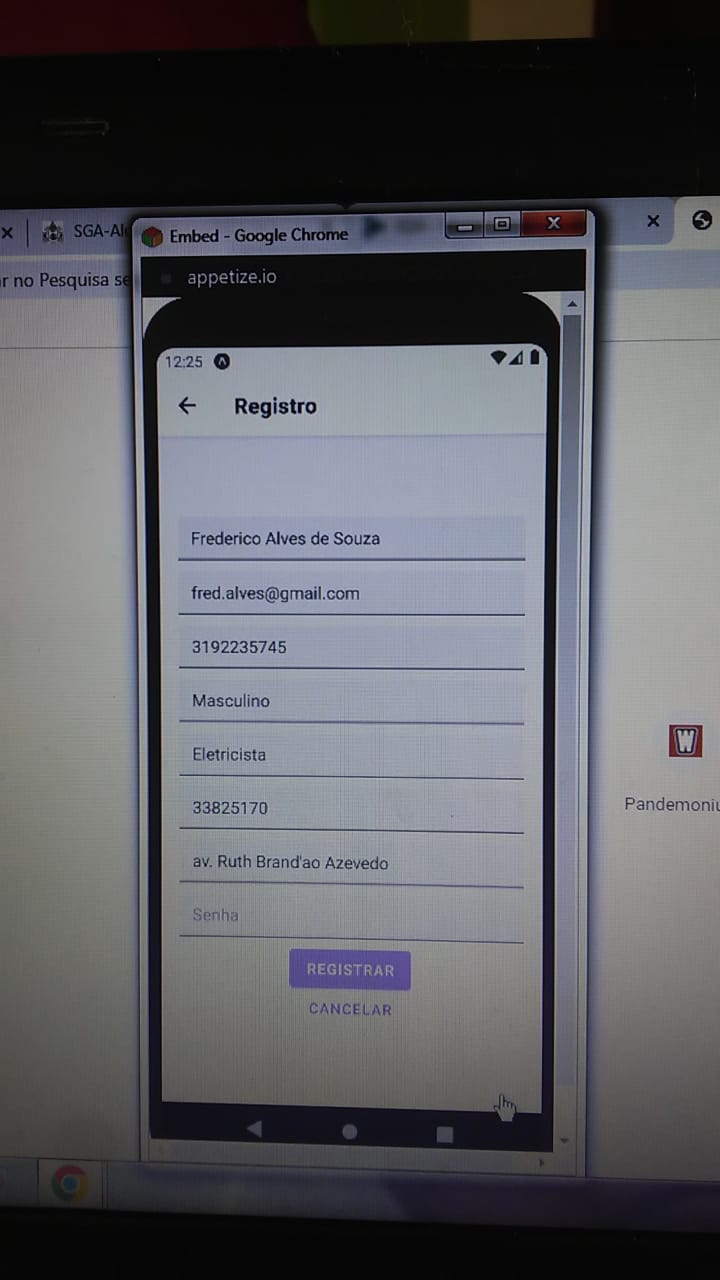 SGA-Al
Embed - Google Chrome
r no Pesquisa se
appetize.io
12:25
Registro
Frederico Alves de Souza
fred.alves@gmail.com
3192235745
Masculino
Eletricista
33825170
av. Ruth Brand'ao Azevedo
Senha
REGISTRAR
CANCELAR
W
Pandemoniu